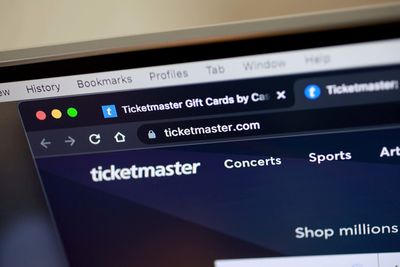 History Bookmarks Profiles Tab Window Help
Ticketmaster Gift Cards by Ca
Ticketmaster:
ticketmaster.com
ticketmaster Concerts Sports Art
Shop millions